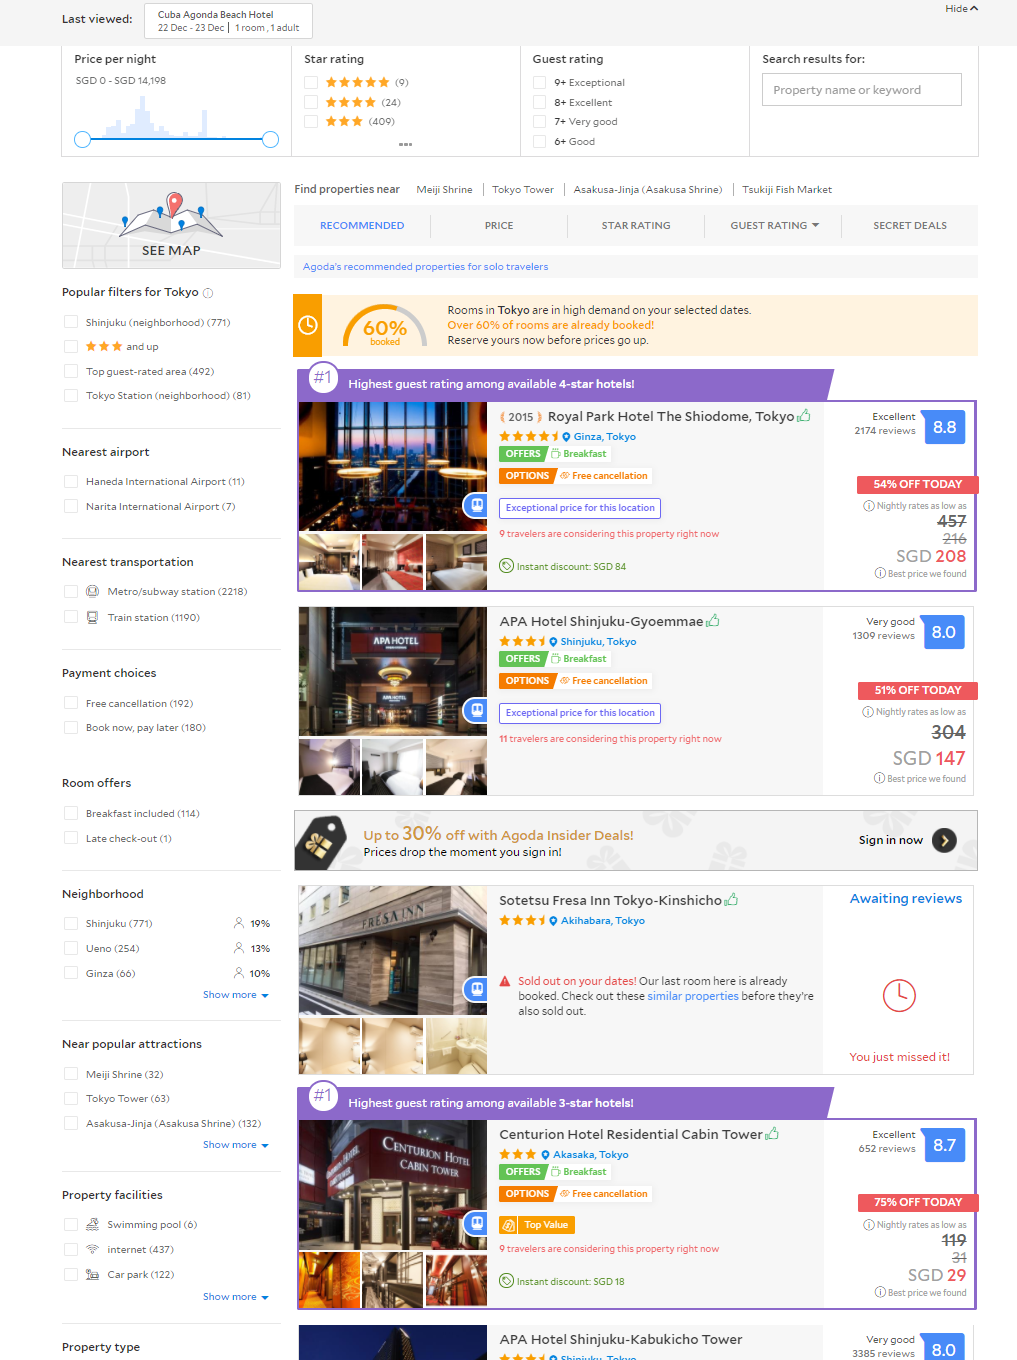 Last viewed:
Cuba Agonda Beach Hotel
22 Dec - 23 Dec | 1 room , 1 adult
Hide
Price per night
SGD 0 - SGD 14,198
Star rating
(9)
(24)
(409)
Guest rating
9+ Exceptional
8+ Excellent
7+ Very good
6+ Good
Search results for:
Property name or keyword
SEE MAP
Popular filters for Tokyo
Shinjuku (neighborhood) (771)
and up
Top guest-rated area (492)
Tokyo Station (neighborhood) (81)
Nearest airport
Haneda International Airport (11)
Narita International Airport (7)
Nearest transportation
Metro/subway station (2218)
Train station (1190)
Payment choices
Free cancellation (192)
Book now, pay later (180)
Room offers
Breakfast included (114)
Late check-out (1)
Neighborhood
Shinjuku (771) 19%
Ueno (254) 13%
Ginza (66) 10%
Show more
Near popular attractions
Meiji Shrine (32)
Tokyo Tower (63)
Asakusa-Jinja (Asakusa Shrine) (132)
Show more
Property facilities
Swimming pool (6)
internet (437)
Car park (122)
Show more
Property type
Find properties near Meiji Shrine | Tokyo Tower | Asakusa-Jinja (Asakusa Shrine) | Tsukiji Fish Market
RECOMMENDED PRICE STAR RATING GUEST RATING SECRET DEALS
Agoda's recommended properties for solo travelers
60%
booked
Rooms in Tokyo are in high demand on your selected dates.
Over 60% of rooms are already booked!
Reserve yours now before prices go up.
#1 Highest guest rating among available 4-star hotels!
2015 Royal Park Hotel The Shiodome, Tokyo
Ginza, Tokyo
OFFERS Breakfast
OPTIONS Free cancellation
Exceptional price for this location
9 travelers are considering this property right now
Instant discount: SGD 84
Excellent
2174 reviews
8.8
54% OFF TODAY
Nightly rates as low as
457
216
SGD 208
Best price we found
APA HOTEL
APA HOTEL
APA Hotel Shinjuku-Gyoemmae
Shinjuku, Tokyo
OFFERS Breakfast
OPTIONS Free cancellation
Exceptional price for this location
11 travelers are considering this property right now
Very good
1309 reviews
8.0
51% OFF TODAY
Nightly rates as low as
304
SGD 147
Best price we found
Up to 30% off with Agoda Insider Deals!
Prices drop the moment you sign in!
Sign in now
FRESA INN
Sotetsu Fresa Inn Tokyo-Kinshicho
Akihabara, Tokyo
Sold out on your dates! Our last room here is already
booked. Check out these similar properties before they're
also sold out.
Awaiting reviews
You just missed it!
#1 Highest guest rating among available 3-star hotels!
CENTURION HOTEL
CABIN TOWER
Centurion Hotel Residential Cabin Tower
Akasaka, Tokyo
OFFERS Breakfast
OPTIONS Free cancellation
Top Value
9 travelers are considering this property right now
Instant discount: SGD 18
Excellent
652 reviews
8.7
75% OFF TODAY
Nightly rates as low as
119
31
SGD 29
Best price we found
APA Hotel Shinjuku-Kabukicho Tower
Shinjuku, Tokyo
Very good
3385 reviews
8.0